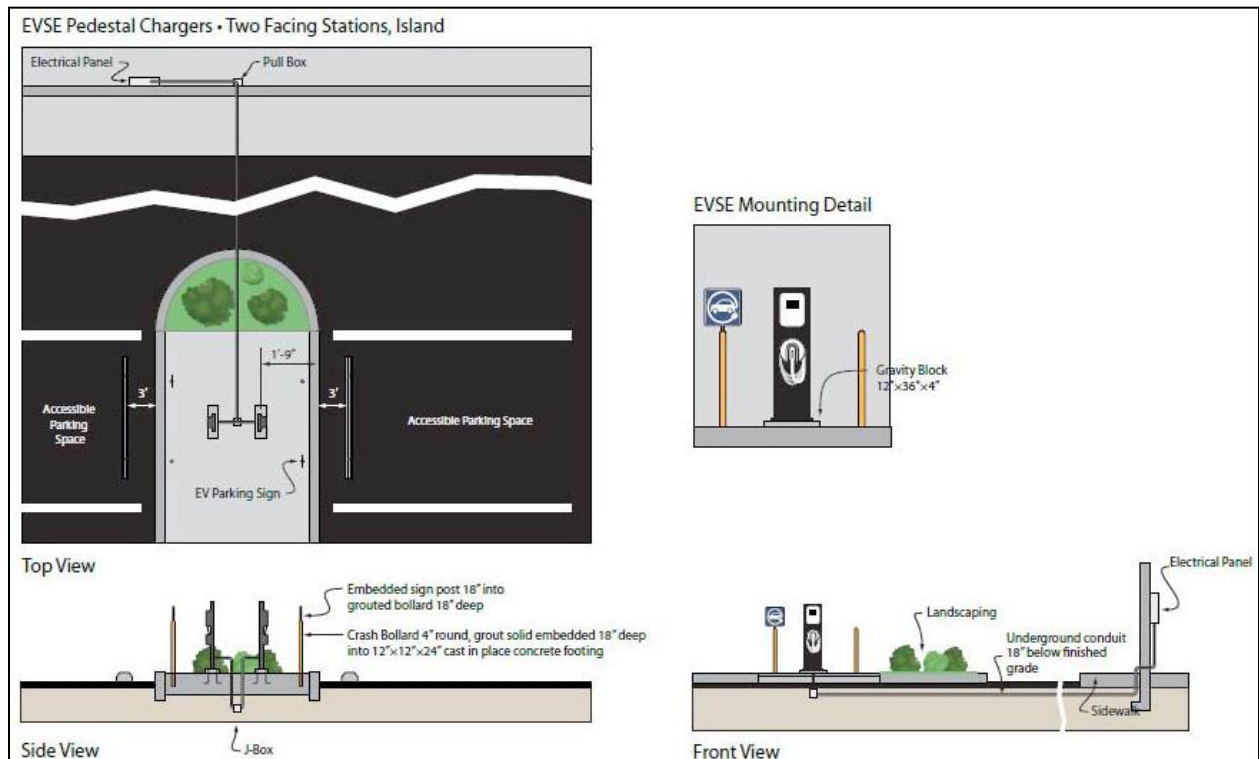 EVSE Pedestal Chargers • Two Facing Stations, Island
Electrical Panel
Pull Box
1'-9"
3'
3'
Accessible
Parking
Space
Accessible Parking Space
EV Parking Sign
Top View
EVSE Mounting Detail
Gravity Block
12"×36"×4"
Embedded sign post 18" into
grouted bollard 18" deep
Crash Bollard 4" round, grout solid embedded 18" deep
into 12"×12"×24" cast in place concrete footing
J-Box
Side View
Electrical Panel
Landscaping
Underground conduit
18" below finished
grade
Sidewalk
Front View